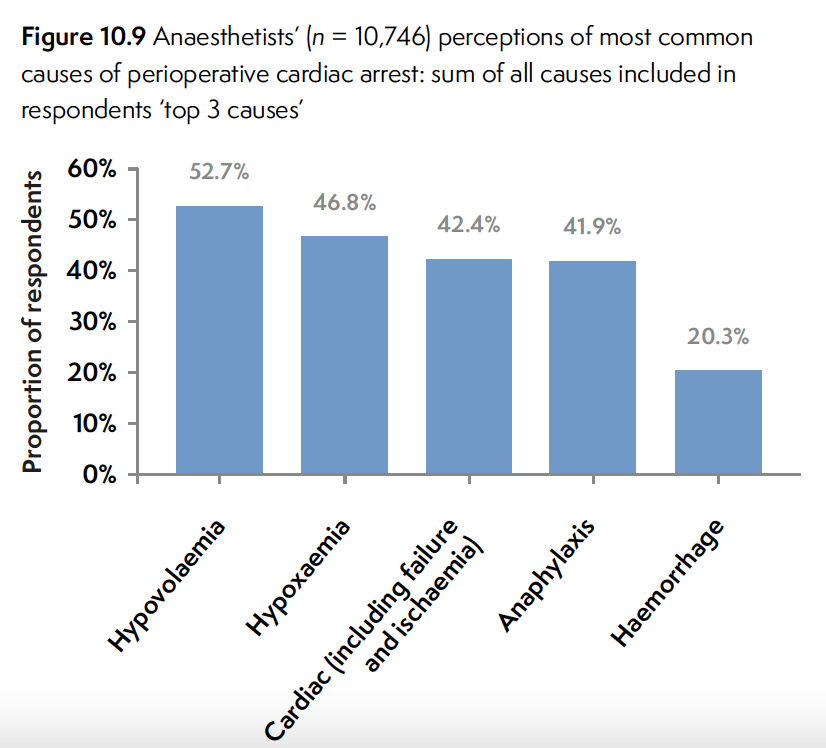 Figure 10.9 Anaesthetists’ (n = 10,746) perceptions of most common
causes of perioperative cardiac arrest: sum of all causes included in
respondents ‘top 3 causes’
Proportion of respondents
60%
50%
40%
30%
20%
10%
0%
52.7%
46.8%
42.4%
41.9%
20.3%
Hypovolaemia
Hypoxaemia
Cardiac (including failure
and ischaemia)
Anaphylaxis
Haemorrhage